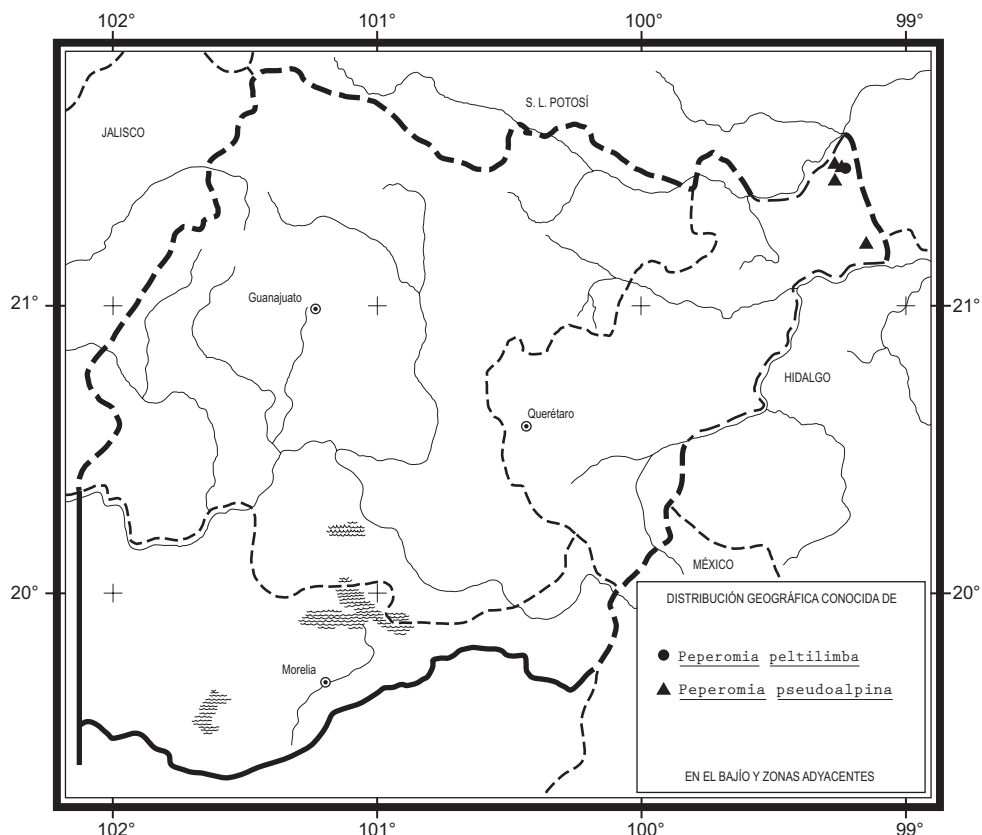 102° 101° 100° 99°
S. L. POTOSÍ
JALISCO
Guanajuato
21° 21°
HIDALGO
Querétaro
MÉXICO
20° 20°
DISTRIBUCIÓN GEOGRÁFICA CONOCIDA DE
Peperomia peltilimba
Morelia
Peperomia pseudoalpina
EN EL BAJÍO Y ZONAS ADYACENTES
102° 101° 100° 99°